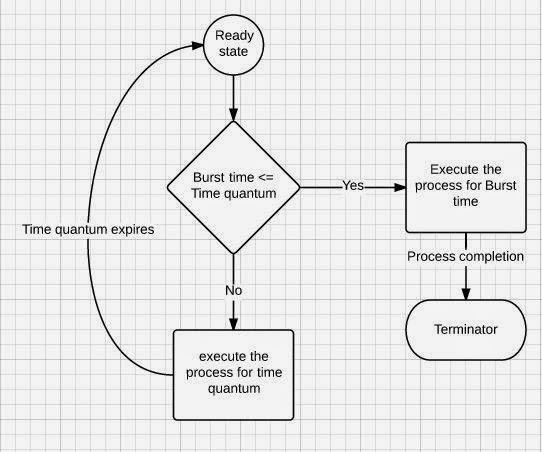 Ready
state
Burst time <=
Time quantum
Yes
Execute the
process for Burst
time
Time quantum expires
Process completion
No
Terminator
execute the
process for time
quantum